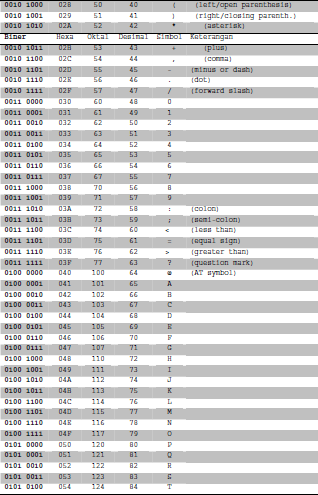 0010 1000 028 50 40 ( (left/open parenthesis)
0010 1001 029 51 41 ) (right/closing parenth.)
0010 1010 02A 52 42 * (asterisk)
Biner Hexa Oktal Desimal Simbol Keterangan
0010 1011 02B 53 43 + (plus)
0010 1100 02C 54 44 , (comma)
0010 1101 02D 55 45 - (minus or dash)
0010 1110 02E 56 46 . (dot)
0010 1111 02F 57 47 / (forward slash)
0011 0000 030 60 48 0
0011 0001 031 61 49 1
0011 0010 032 62 50 2
0011 0011 033 63 51 3
0011 0100 034 64 52 4
0011 0101 035 65 53 5
0011 0110 036 66 54 6
0011 0111 037 67 55 7
0011 1000 038 70 56 8
0011 1001 039 71 57 9
0011 1010 03A 72 58 : (colon)
0011 1011 03B 73 59 ; (semi-colon)
0011 1100 03C 74 60 < (less than)
0011 1101 03D 75 61 = (equal sign)
0011 1110 03E 76 62 > (greater than)
0011 1111 03F 77 63 ? (question mark)
0100 0000 040 100 64 @ (AT symbol)
0100 0001 041 101 65 A
0100 0010 042 102 66 B
0100 0011 043 103 67 C
0100 0100 044 104 68 D
0100 0101 045 105 69 E
0100 0110 046 106 70 F
0100 0111 047 107 71 G
0100 1000 048 110 72 H
0100 1001 049 111 73 I
0100 1010 04A 112 74 J
0100 1011 04B 113 75 K
0100 1100 04C 114 76 L
0100 1101 04D 115 77 M
0100 1110 04E 116 78 N
0100 1111 04F 117 79 O
0101 0000 050 120 80 P
0101 0001 051 121 81 Q
0101 0010 052 122 82 R
0101 0011 053 123 83 S
0101 0100 054 124 84 T